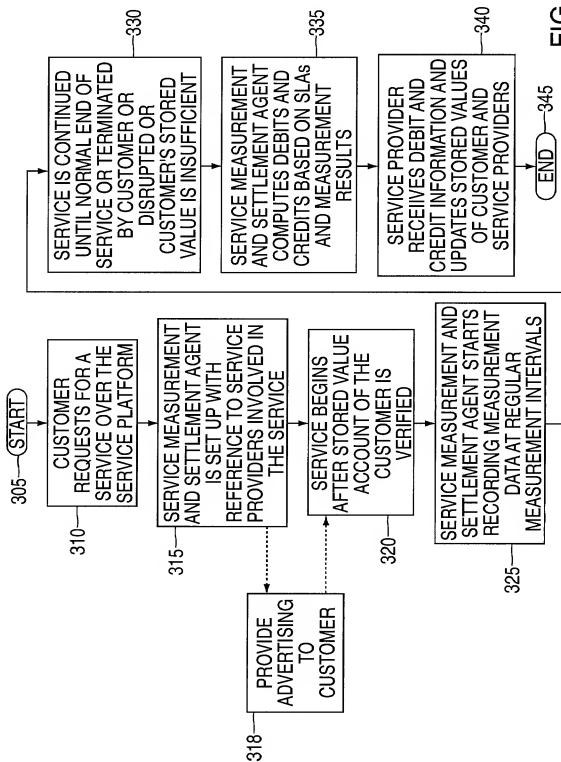 305
START
CUSTOMER
REQUESTS FOR A
SERVICE OVER THE
SERVICE PLATFORM
310
SERVICE MEASUREMENT
AND SETTLEMENT AGENT
IS SET UP WITH
REFERENCE TO SERVICE
PROVIDERS INVOLVED IN
THE SERVICE
315
PROVIDE
ADVERTISING
TO
CUSTOMER
318
SERVICE BEGINS
AFTER STORED VALUE
ACCOUNT OF THE
CUSTOMER IS
VERIFIED
320
SERVICE MEASUREMENT AND
SETTLEMENT AGENT STARTS
RECORDING MEASUREMENT
DATA AT REGULAR
MEASUREMENT INTERVALS
325
SERVICE IS CONTINUED
UNTIL NORMAL END OF
SERVICE OR TERMINATED
BY CUSTOMER OR
DISRUPTED OR
CUSTOMER'S STORED
VALUE IS INSUFFICIENT
330
SERVICE MEASUREMENT
AND SETTLEMENT AGENT
COMPUTES DEBITS AND
CREDITS BASED ON SLAs
AND MEASUREMENT
RESULTS
335
SERVICE PROVIDER
RECEIVES DEBIT AND
CREDIT INFORMATION AND
UPDATES STORED VALUES
OF CUSTOMER AND
SERVICE PROVIDERS
340
END
345